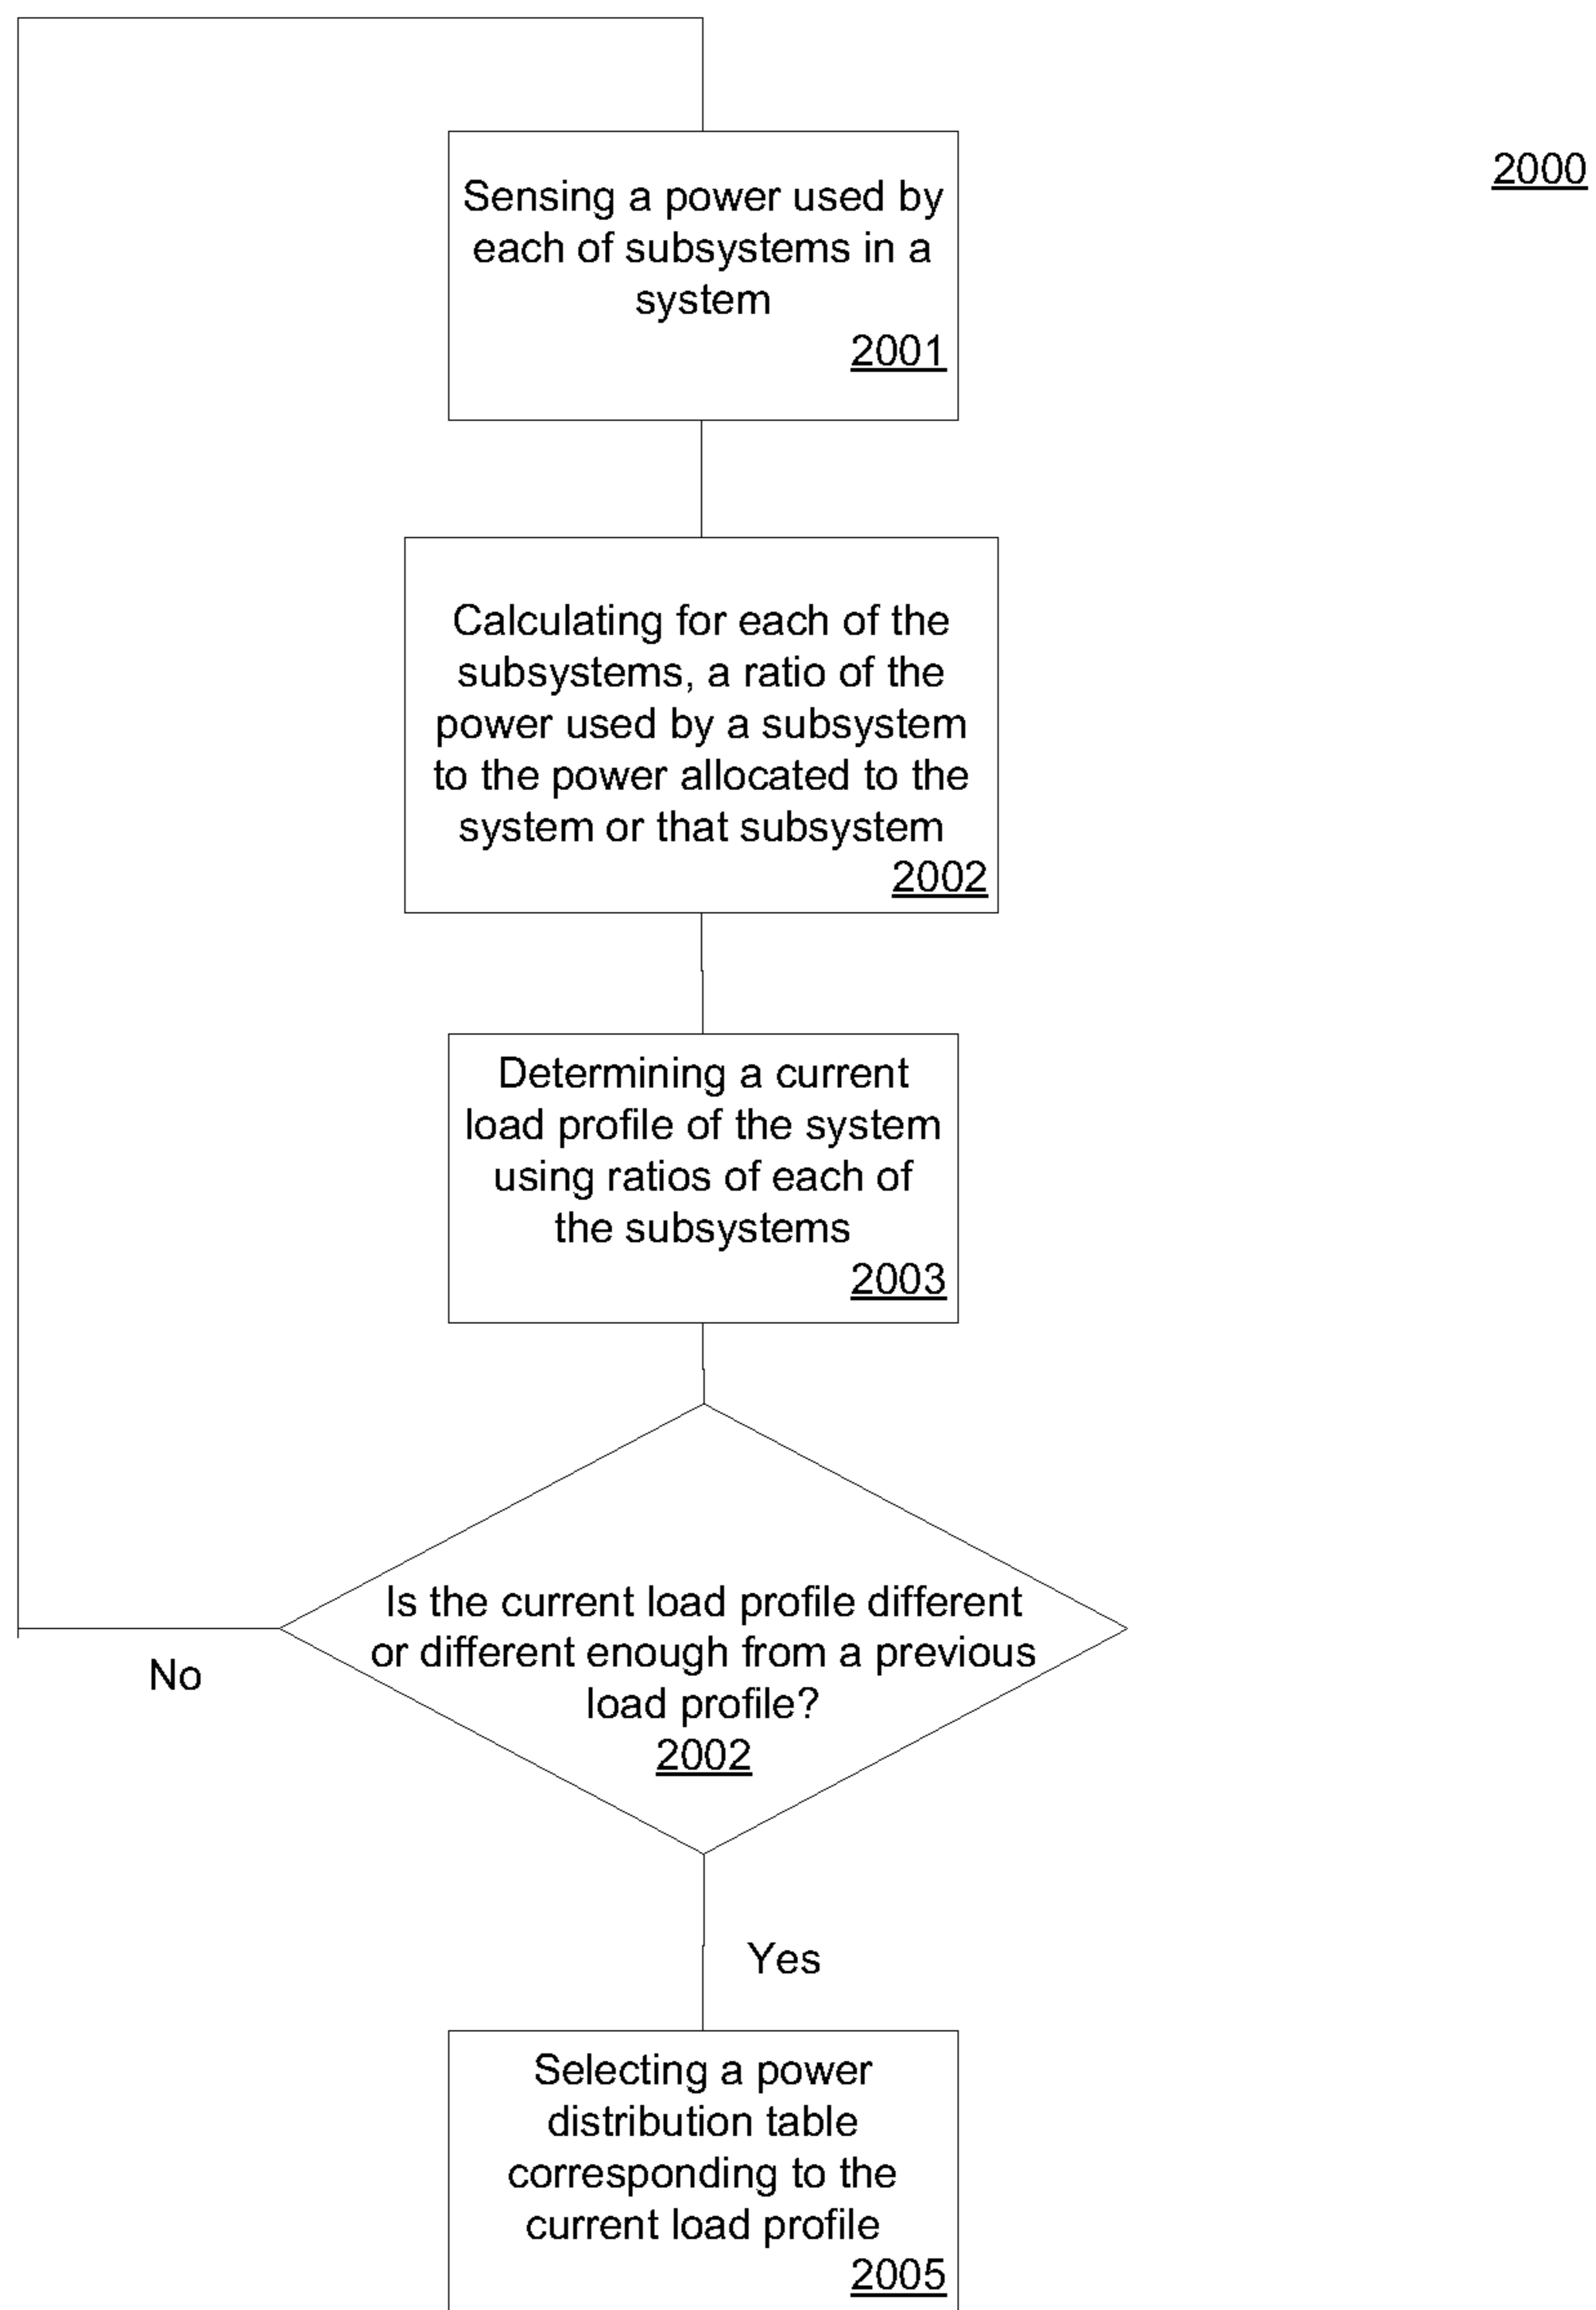 2000
Sensing a power used by
each of subsystems in a
system
2001
Calculating for each of the
subsystems, a ratio of the
power used by a subsystem
to the power allocated to the
system or that subsystem
2002
Determining a current
load profile of the system
using ratios of each of
the subsystems
2003
Is the current load profile different
or different enough from a previous
load profile?
2002
No
Yes
Selecting a power
distribution table
corresponding to the
current load profile
2005